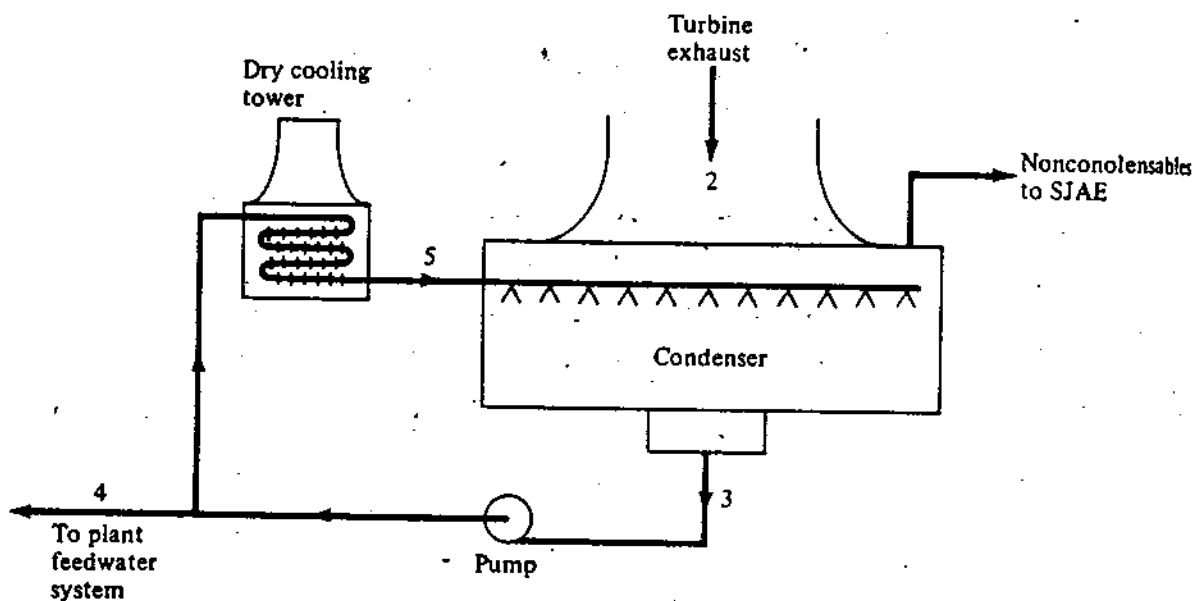 Turbine
exhaust
Dry cooling
tower
2
Nonconolensables
to SJAE
5
Condenser
3
4
To plant
feedwater
system
Pump